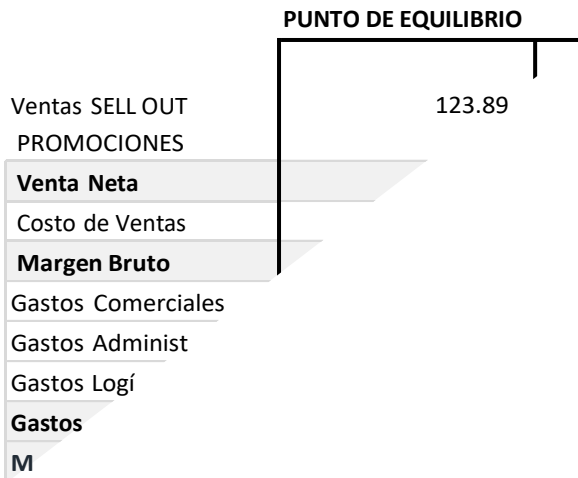 PUNTO DE EQUILIBRIO
Ventas SELL OUT 123.89
PROMOCIONES
Venta Neta
Costo de Ventas
Margen Bruto
Gastos Comerciales
Gastos Administ
Gastos Logí
Gastos
M